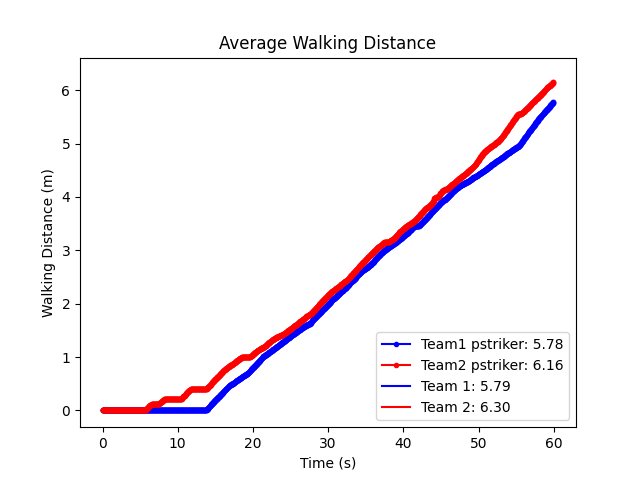 Average Walking Distance
Walking Distance (m)
6
5
4
3
2
1
0
0 10 20 30 40 50 60
Time (s)
Team1 pstriker: 5.78
Team2 pstriker: 6.16
Team 1: 5.79
Team 2: 6.30